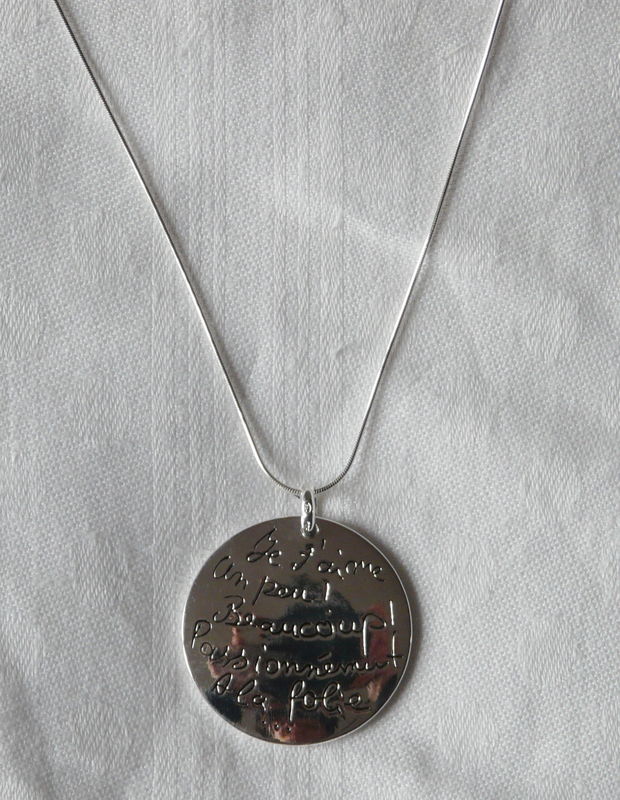 Je t'aime
un peu!
Beaucoup!
Passionnément
A la folie
...